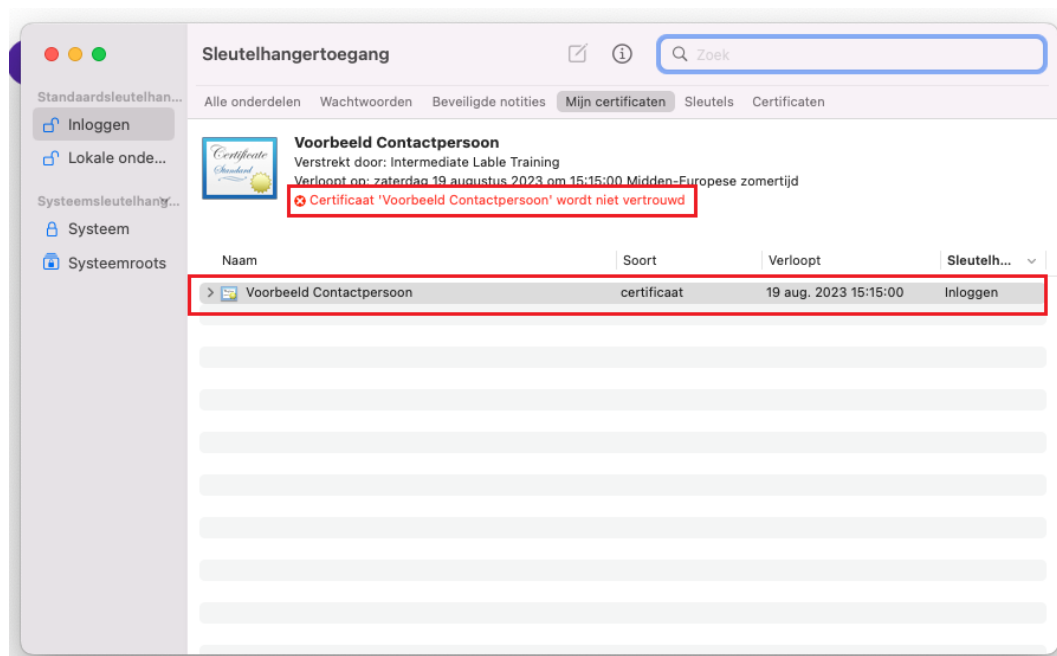 Sleutelhangertoegang
Zoek
Standaardsleutelhan...
Inloggen
Lokale onde...
Systeemsleutelhang...
Systeem
Systeemroots
Alle onderdelen Wachtwoorden Beveiligde notities Mijn certificaten Sleutels Certificaten
Certificate
Standard
Voorbeeld Contactpersoon
Verstrekt door: Intermediate Lable Training
Verloopt op: zaterdag 19 augustus 2023 om 15:15:00 Midden-Europese zomertijd
Certificaat 'Voorbeeld Contactpersoon' wordt niet vertrouwd
Naam Soort Verloopt Sleutelh...
Voorbeeld Contactpersoon certificaat 19 aug. 2023 15:15:00 Inloggen